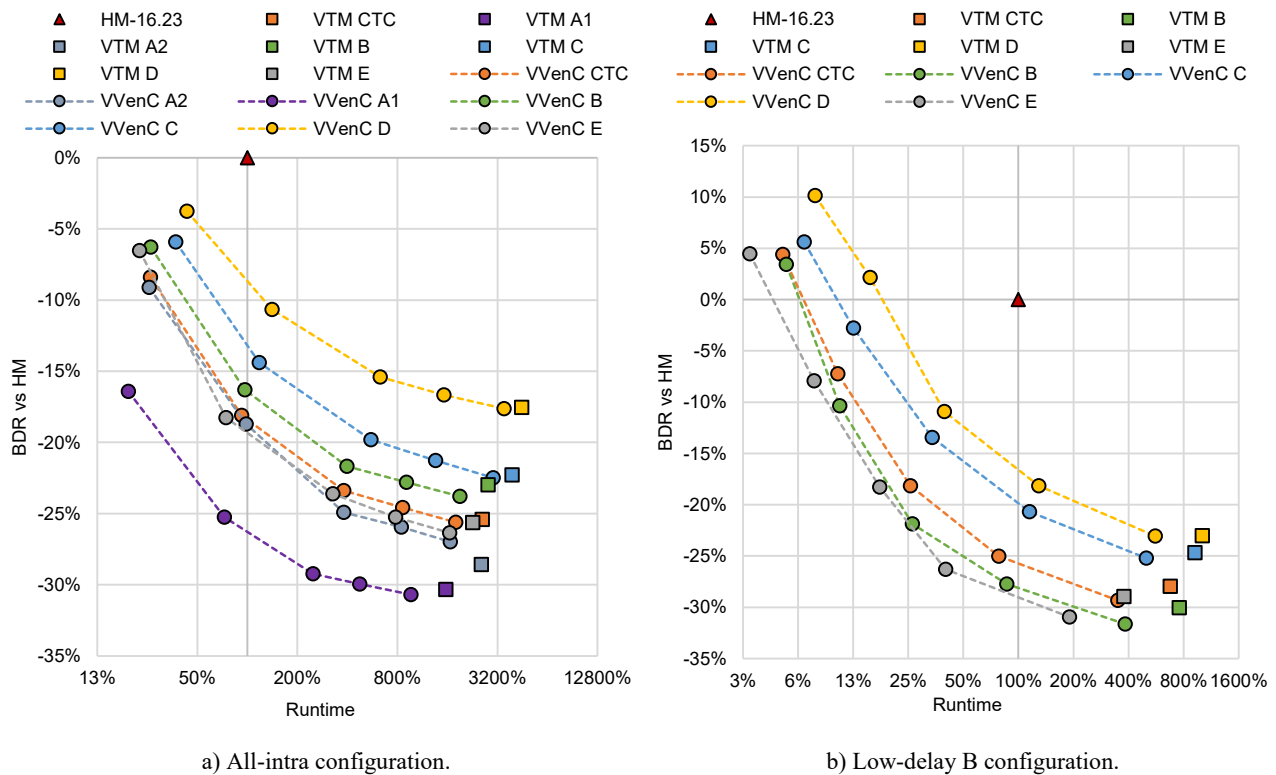 HM-16.23 VTM CTC VTM A1
VTM A2 VTM B VTM C
VTM D VTM E VVenC CTC
VVenC A2 VVenC A1 VVenC B
VVenC C VVenC D VVenC E
0%
-5%
-10%
-15%
-20%
-25%
-30%
-35%
BDR vs HM
13% 50% 200% 800% 3200% 12800%
Runtime
a) All-intra configuration.
HM-16.23 VTM CTC VTM B
VTM C VTM D VTM E
VVenC CTC VVenC B VVenC C
VVenC D VVenC E
15%
10%
5%
0%
-5%
-10%
-15%
-20%
-25%
-30%
-35%
BDR vs HM
3% 6% 13% 25% 50% 100% 200% 400% 800% 1600%
Runtime
b) Low-delay B configuration.